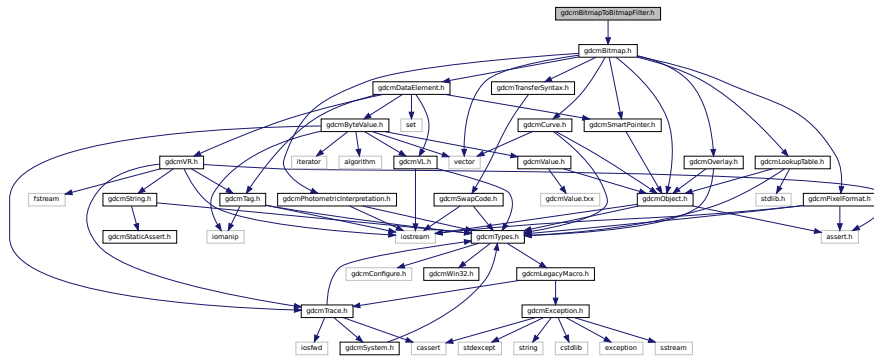 gdcmBitmapToBitmapFilter.h
gdcmBitmap.h
gdcmDataElement.h
gdcmTransferSyntax.h
gdcmByteValue.h
set
gdcmCurve.h
gdcmSmartPointer.h
gdcmVR.h
iterator
algorithm
gdcmVL.h
vector
gdcmValue.h
gdcmOverlay.h
gdcmLookupTable.h
fstream
gdcmString.h
gdcmTag.h
gdcmPhotometricInterpretation.h
gdcmSwapCode.h
gdcmValue.txx
gdcmObject.h
stdlib.h
gdcmPixelFormat.h
gdcmStaticAssert.h
iomanip
iostream
gdcmTypes.h
assert.h
gdcmConfigure.h
gdcmWin32.h
gdcmLegacyMacro.h
gdcmTrace.h
gdcmException.h
iosfwd
gdcmSystem.h
cassert
stdexcept
string
cstdlib
exception
sstream